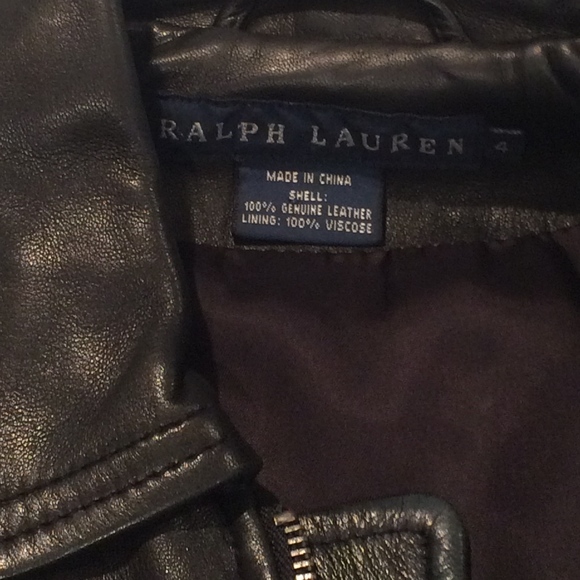 RALPH LAUREN 4
MADE IN CHINA
SHELL:
100% GENUINE LEATHER
LINING: 100% VISCOSE